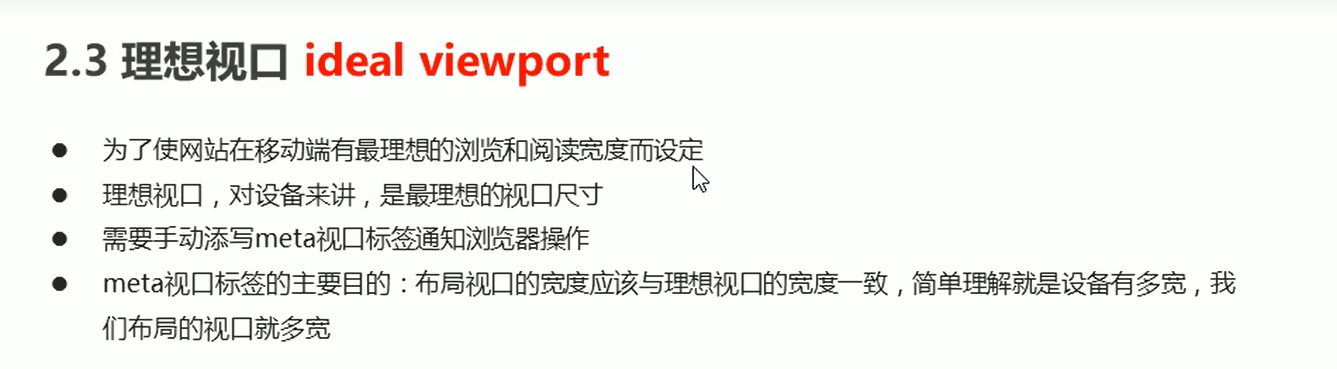 2.3 理想视口 ideal viewport
● 为了使网站在移动端有最理想的浏览和阅读宽度而设定
● 理想视口，对设备来讲，是最理想的视口尺寸
● 需要手动添写meta视口标签通知浏览器操作
● meta视口标签的主要目的：布局视口的宽度应该与理想视口的宽度一致，简单理解就是设备有多宽，我
们布局的视口就多宽